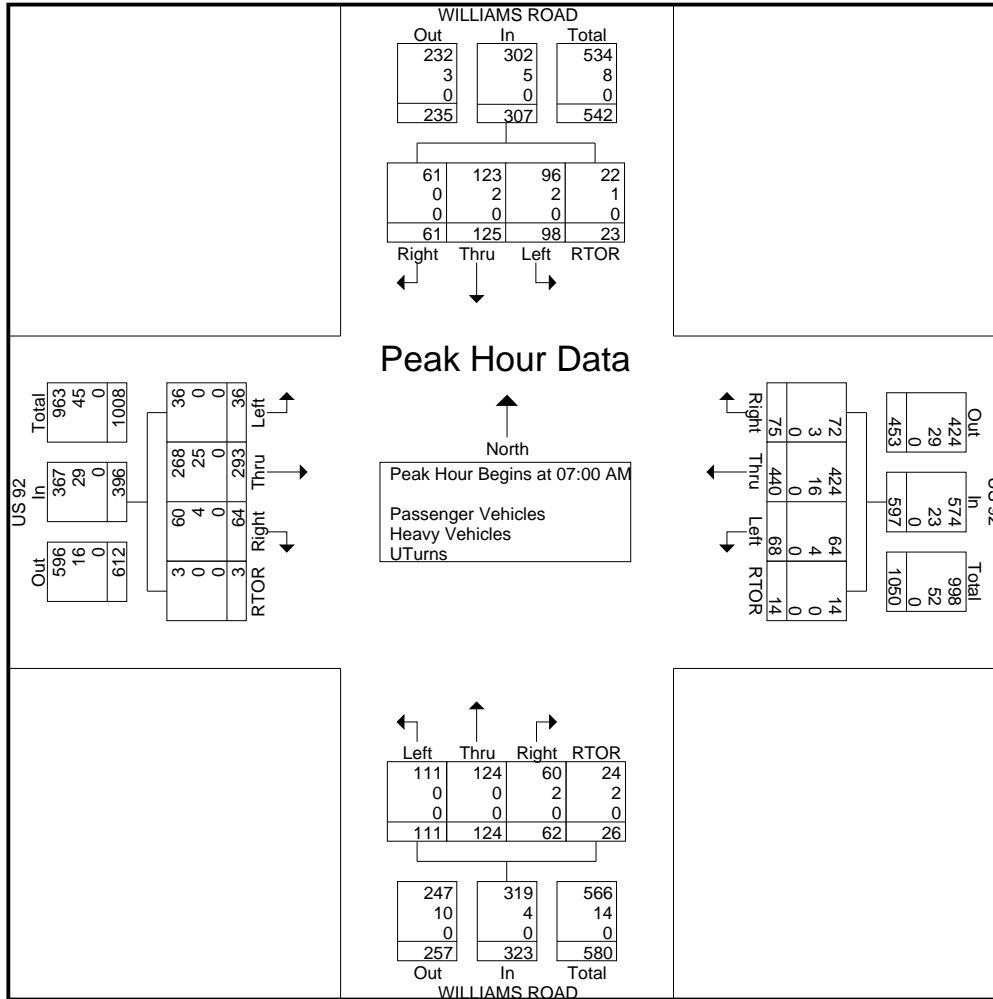 WILLIAMS ROAD
Out In Total
232 302 534
3 5 8
0 0 0
235 307 542
61 123 96 22
0 2 2 1
0 0 0 0
61 125 98 23
Right Thru Left RTOR
Peak Hour Data
North
Peak Hour Begins at 07:00 AM
Passenger Vehicles
Heavy Vehicles
UTurns
US 92
Out In Total
596 367 963
16 29 45
0 0 0
612 396 1008
RTOR Right Thru Left
3 60 268 36
0 4 25 0
0 0 0 0
3 64 293 36
US 92
Out In Total
424 574 998
29 23 52
0 0 0
453 597 1050
72 424 64 14
3 16 4 0
0 0 0 0
75 440 68 14
Right Thru Left RTOR
Left Thru Right RTOR
111 124 60 24
0 0 2 2
0 0 0 0
111 124 62 26
247 319 566
10 4 14
0 0 0
257 323 580
Out In Total
WILLIAMS ROAD